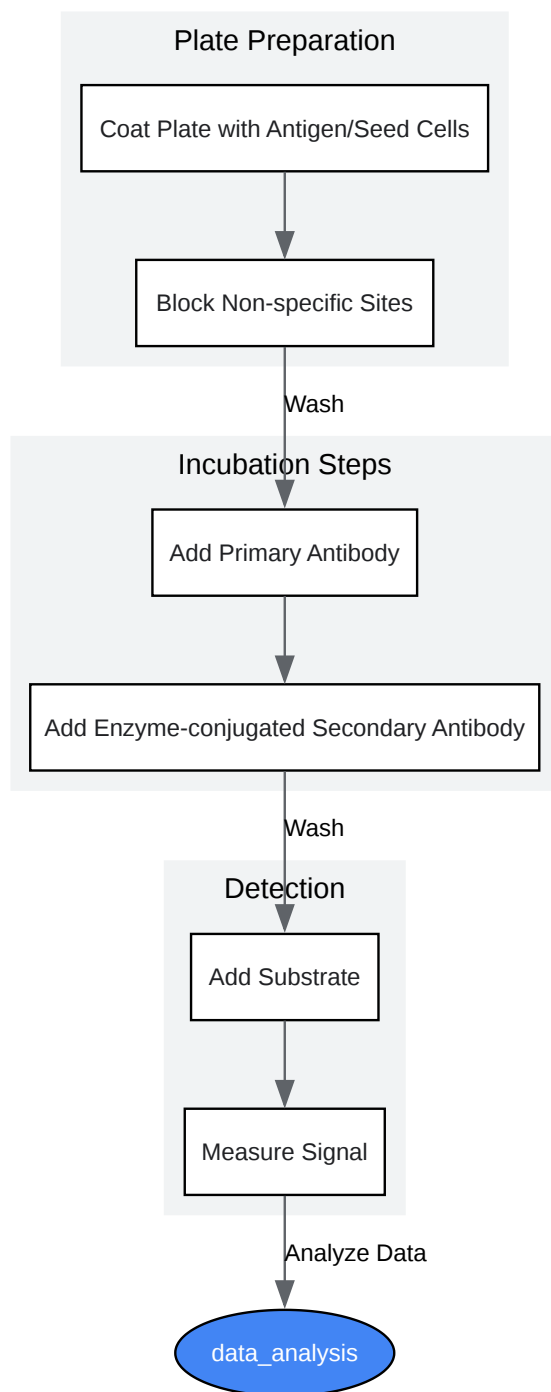 Plate Preparation
Coat Plate with Antigen/Seed Cells
Block Non-specific Sites
Wash
Incubation Steps
Add Primary Antibody
Add Enzyme-conjugated Secondary Antibody
Wash
Detection
Add Substrate
Measure Signal
Analyze Data
data_analysis